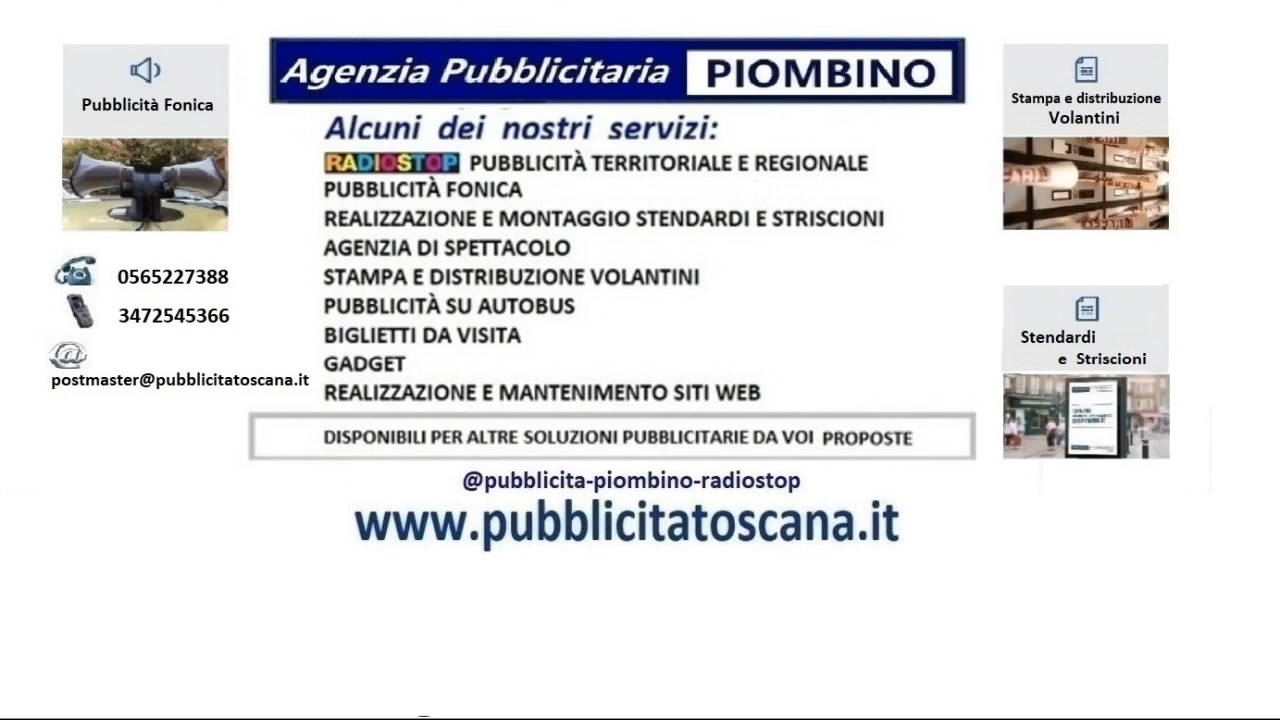 Agenzia Pubblicitaria PIOMBINO
Pubblicità Fonica
Alcuni dei nostri servizi:
RADIOSTOP PUBBLICITÀ TERRITORIALE E REGIONALE
PUBBLICITÀ FONICA
REALIZZAZIONE E MONTAGGIO STENDARDI E STRISCIONI
AGENZIA DI SPETTACOLO
STAMPA E DISTRIBUZIONE VOLANTINI
PUBBLICITÀ SU AUTOBUS
BIGLIETTI DA VISITA
GADGET
REALIZZAZIONE E MANTENIMENTO SITI WEB
DISPONIBILI PER ALTRE SOLUZIONI PUBBLICITARIE DA VOI PROPOSTE
@pubblicita-piombino-radiostop
www.pubblicitatoscana.it
0565227388
3472545366
@
postmaster@pubblicitatoscana.it
Stampa e distribuzione
Volantini
Stendardi
e Striscioni